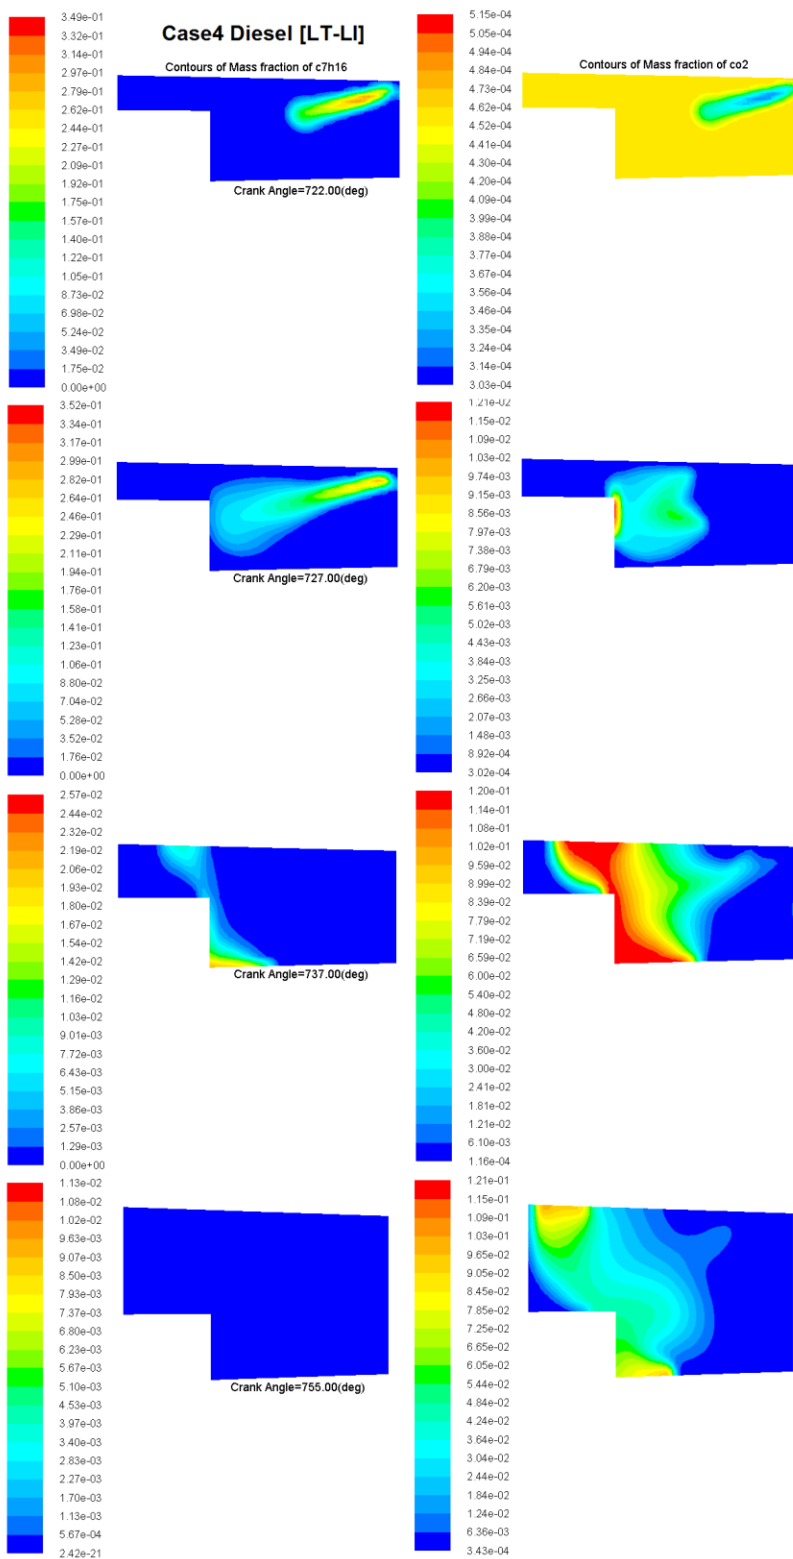 Case4 Diesel [LT-LI]
Contours of Mass fraction of c7h16
Contours of Mass fraction of co2
3.49e-01
3.32e-01
3.14e-01
2.97e-01
2.79e-01
2.62e-01
2.44e-01
2.27e-01
2.09e-01
1.92e-01
1.75e-01
1.57e-01
1.40e-01
1.22e-01
1.05e-01
8.73e-02
6.98e-02
5.24e-02
3.49e-02
1.75e-02
0.00e+00
Crank Angle=722.00(deg)
5.15e-04
5.05e-04
4.94e-04
4.84e-04
4.73e-04
4.62e-04
4.52e-04
4.41e-04
4.30e-04
4.20e-04
4.09e-04
3.99e-04
3.88e-04
3.77e-04
3.67e-04
3.56e-04
3.46e-04
3.35e-04
3.24e-04
3.14e-04
3.03e-04
3.52e-01
3.34e-01
3.17e-01
2.99e-01
2.82e-01
2.64e-01
2.46e-01
2.29e-01
2.11e-01
1.94e-01
1.76e-01
1.58e-01
1.41e-01
1.23e-01
1.06e-01
8.80e-02
7.04e-02
5.28e-02
3.52e-02
1.76e-02
0.00e+00
Crank Angle=727.00(deg)
1.21e-02
1.15e-02
1.09e-02
1.03e-02
9.74e-03
9.15e-03
8.56e-03
7.97e-03
7.38e-03
6.79e-03
6.20e-03
5.61e-03
5.02e-03
4.43e-03
3.84e-03
3.25e-03
2.66e-03
2.07e-03
1.48e-03
8.92e-04
3.02e-04
2.57e-02
2.44e-02
2.32e-02
2.19e-02
2.06e-02
1.93e-02
1.80e-02
1.67e-02
1.54e-02
1.42e-02
1.29e-02
1.16e-02
1.03e-02
9.01e-03
7.72e-03
6.43e-03
5.15e-03
3.86e-03
2.57e-03
1.29e-03
0.00e+00
Crank Angle=737.00(deg)
1.20e-01
1.14e-01
1.08e-01
1.02e-01
9.59e-02
8.99e-02
8.39e-02
7.79e-02
7.19e-02
6.59e-02
6.00e-02
5.40e-02
4.80e-02
4.20e-02
3.60e-02
3.00e-02
2.41e-02
1.81e-02
1.21e-02
6.10e-03
1.16e-04
1.13e-02
1.08e-02
1.02e-02
9.63e-03
9.07e-03
8.50e-03
7.93e-03
7.37e-03
6.80e-03
6.23e-03
5.67e-03
5.10e-03
4.53e-03
3.97e-03
3.40e-03
2.83e-03
2.27e-03
1.70e-03
1.13e-03
5.67e-04
2.42e-21
Crank Angle=755.00(deg)
1.21e-01
1.15e-01
1.09e-01
1.03e-01
9.65e-02
9.05e-02
8.45e-02
7.85e-02
7.25e-02
6.65e-02
6.05e-02
5.44e-02
4.84e-02
4.24e-02
3.64e-02
3.04e-02
2.44e-02
1.84e-02
1.24e-02
6.36e-03
3.43e-04